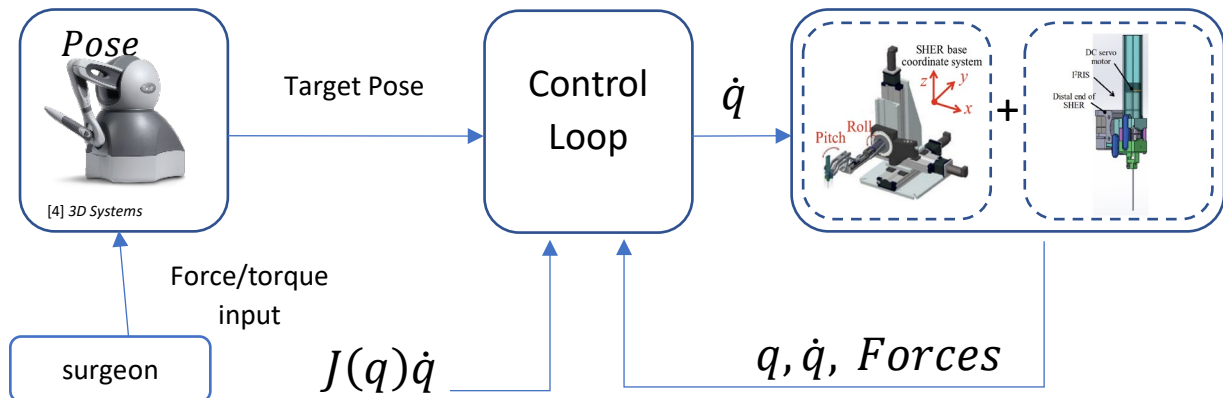 Pose
[4] 3D Systems
Target Pose
Control
Loop
q̇
SHER base
coordinate system
z
y
x
Roll
Pitch
+
DC servo
motor
FRIS
Distal end of
SHER
Force/torque
input
surgeon
J(q)q̇
q, q̇, Forces